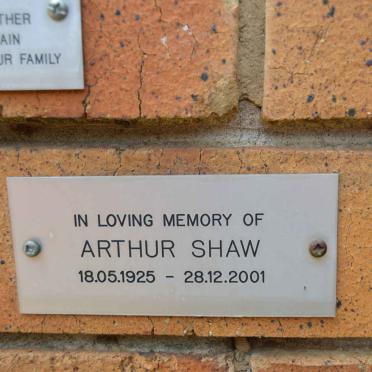 THER
AIN
UR FAMILY
IN LOVING MEMORY OF
ARTHUR SHAW
18.05.1925 - 28.12.2001